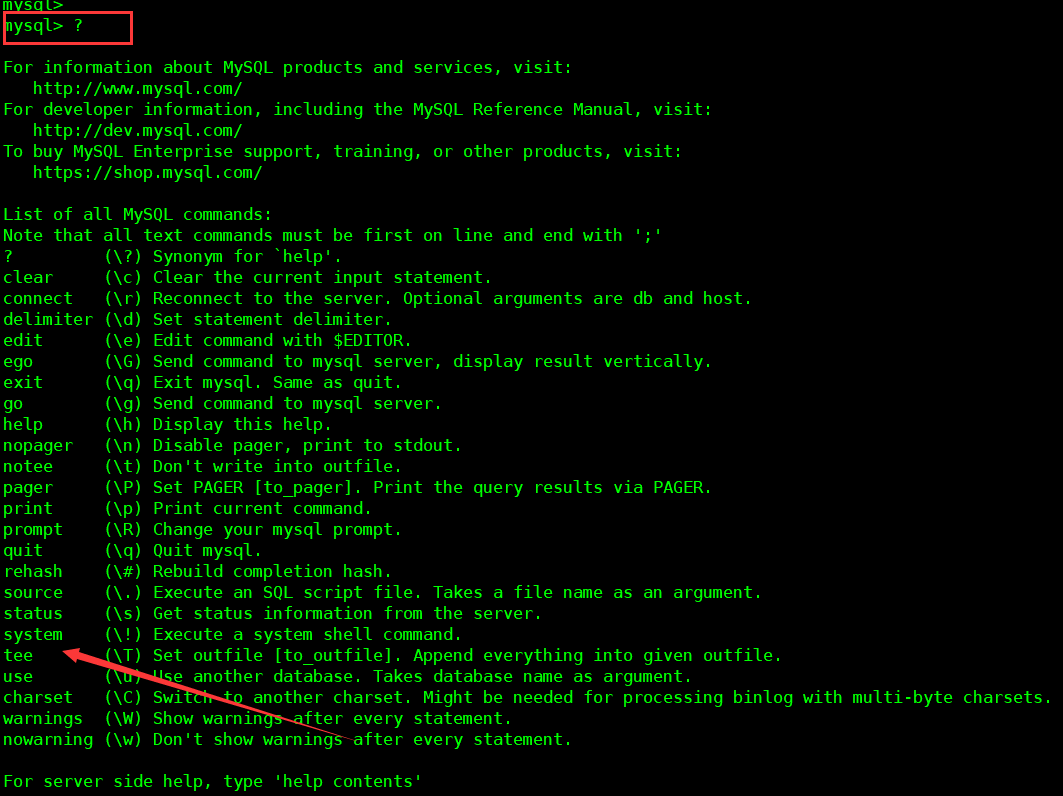 mysql>
mysql> ?
For information about MySQL products and services, visit:
   http://www.mysql.com/
For developer information, including the MySQL Reference Manual, visit:
   http://dev.mysql.com/
To buy MySQL Enterprise support, training, or other products, visit:
   https://shop.mysql.com/

List of all MySQL commands:
Note that all text commands must be first on line and end with ';'
?         (\?) Synonym for `help'.
clear     (\c) Clear the current input statement.
connect   (\r) Reconnect to the server. Optional arguments are db and host.
delimiter (\d) Set statement delimiter.
edit      (\e) Edit command with $EDITOR.
ego       (\G) Send command to mysql server, display result vertically.
exit      (\q) Exit mysql. Same as quit.
go        (\g) Send command to mysql server.
help      (\h) Display this help.
nopager   (\n) Disable pager, print to stdout.
notee     (\t) Don't write into outfile.
pager     (\P) Set PAGER [to_pager]. Print the query results via PAGER.
print     (\p) Print current command.
prompt    (\R) Change your mysql prompt.
quit      (\q) Quit mysql.
rehash    (\#) Rebuild completion hash.
source    (\.) Execute an SQL script file. Takes a file name as an argument.
status    (\s) Get status information from the server.
system    (\!) Execute a system shell command.
tee       (\T) Set outfile [to_outfile]. Append everything into given outfile.
use       (\u) Use another database. Takes database name as argument.
charset   (\C) Switch to another charset. Might be needed for processing binlog with multi-byte charsets.
warnings  (\W) Show warnings after every statement.
nowarning (\w) Don't show warnings after every statement.

For server side help, type 'help contents'